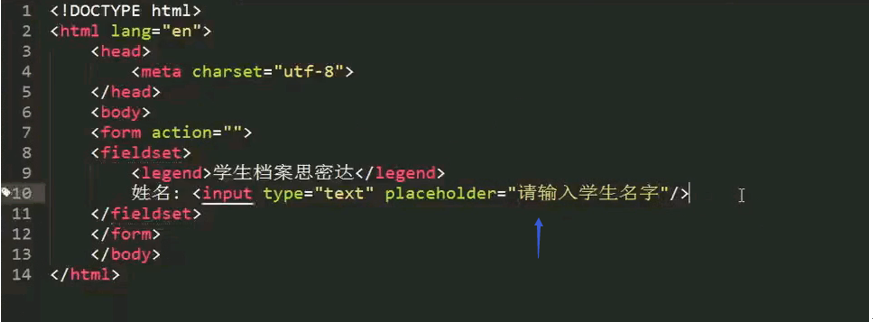 1 <!DOCTYPE html>
2 <html lang="en">
3 <head>
4 <meta charset="utf-8">
5 </head>
6 <body>
7 <form action="">
8 <fieldset>
9 <legend>学生档案思密达</legend>
10 姓名: <input type="text" placeholder="请输入学生名字"/>
11 </fieldset>
12 </form>
13 </body>
14 </html>